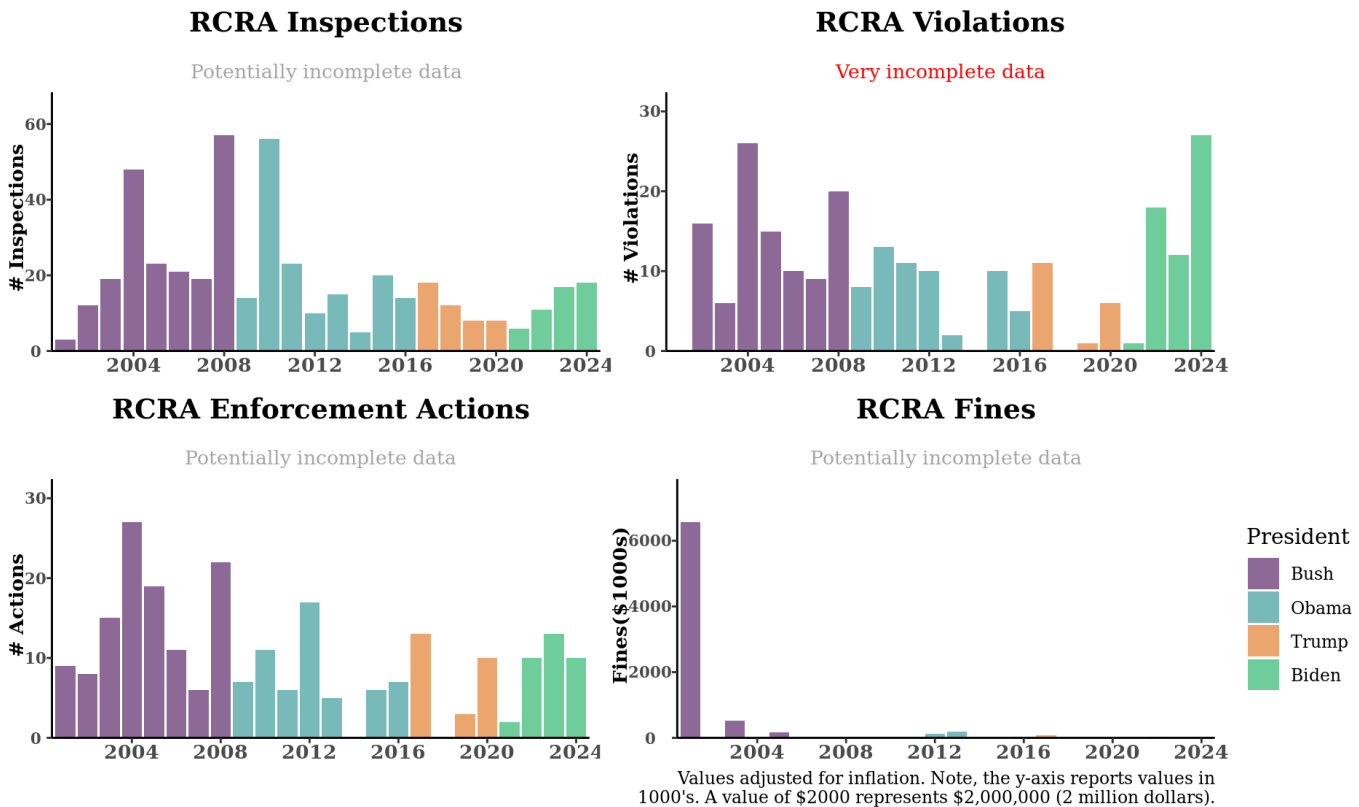 RCRA Inspections
Potentially incomplete data
# Inspections
60
40
20
0
2004 2008 2012 2016 2020 2024
RCRA Violations
Very incomplete data
# Violations
30
20
10
0
2004 2008 2012 2016 2020 2024
RCRA Enforcement Actions
Potentially incomplete data
# Actions
30
20
10
0
2004 2008 2012 2016 2020 2024
RCRA Fines
Potentially incomplete data
Fines($1000s)
6000
4000
2000
0
2004 2008 2012 2016 2020 2024
President
Bush
Obama
Trump
Biden
Values adjusted for inflation. Note, the y-axis reports values in
1000's. A value of $2000 represents $2,000,000 (2 million dollars).